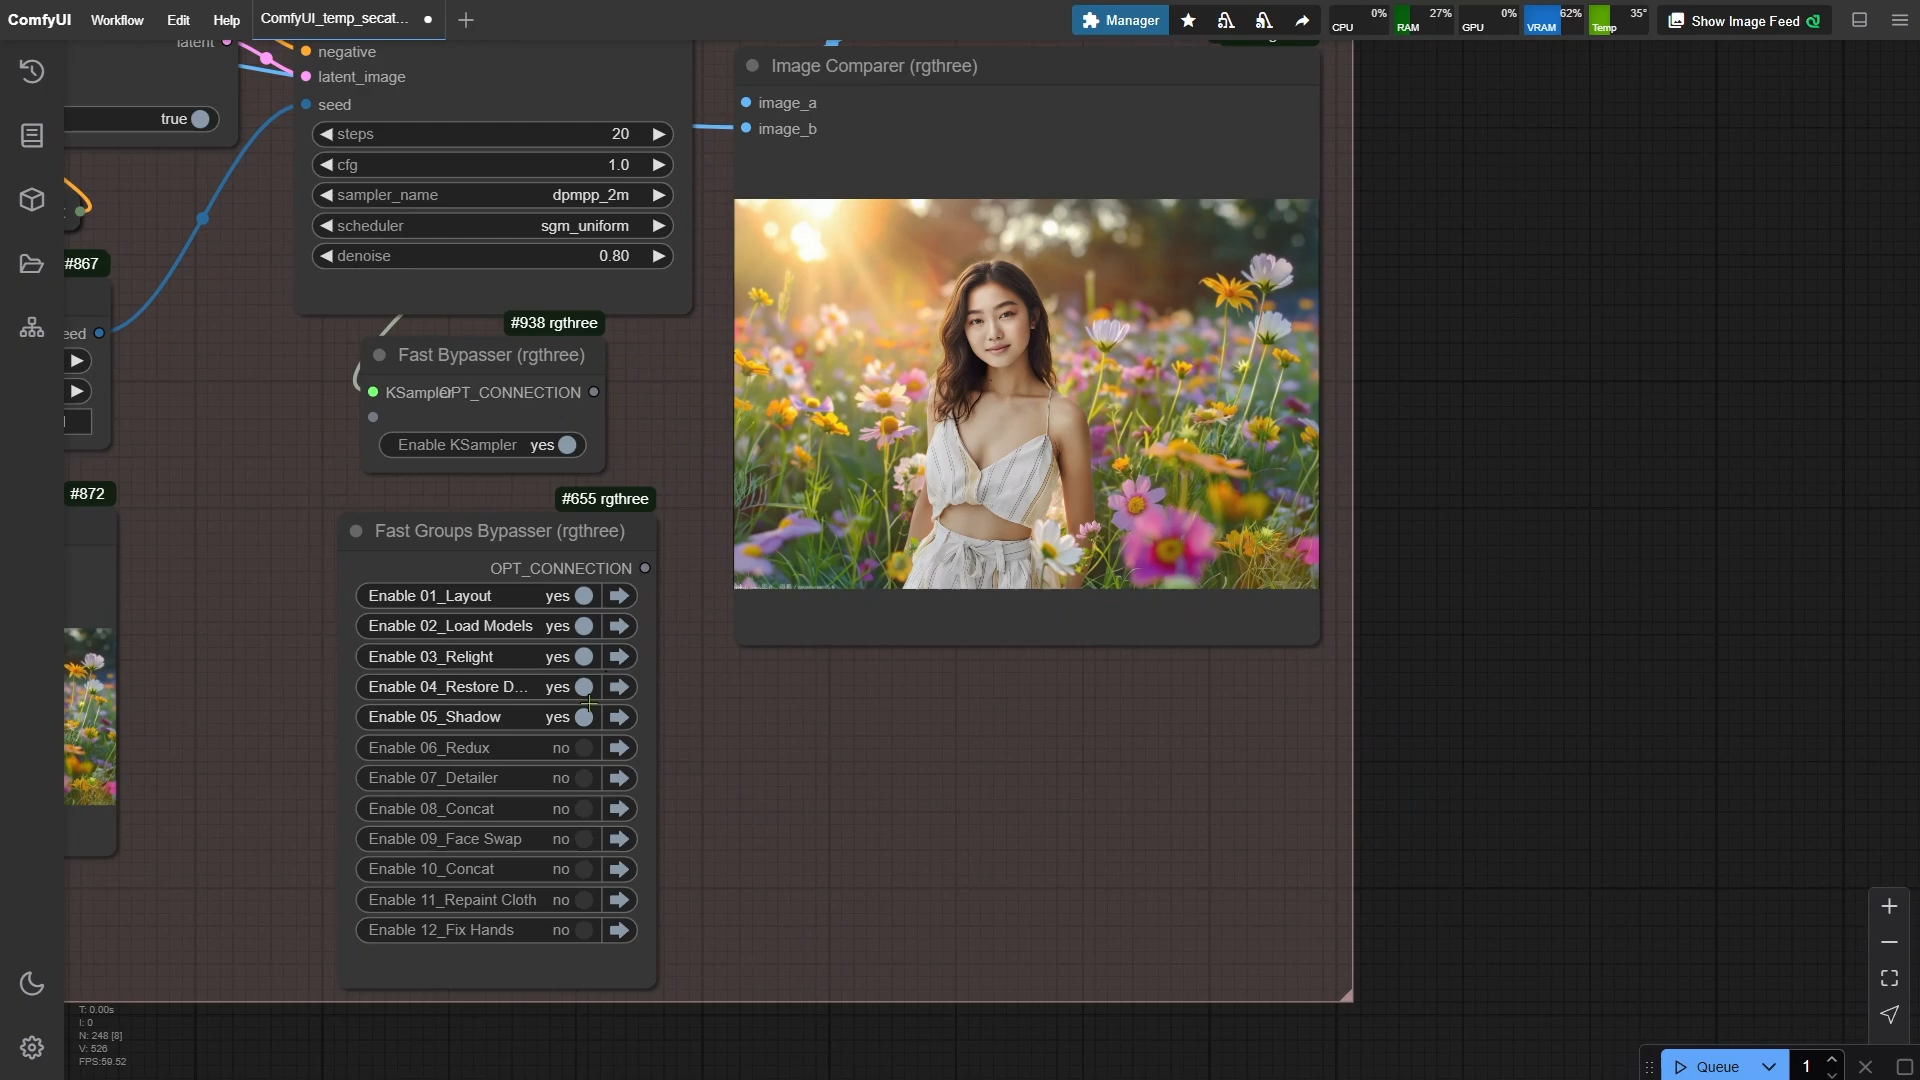 ComfyUI Workflow Edit Help ComfyUI_temp_secat...
Manager
CPU 0% RAM 27% GPU 0% VRAM 62% Temp 35°
Show Image Feed
latent
true
#867
eed
#872
negative
latent_image
seed
steps 20
cfg 1.0
sampler_name dpmpp_2m
scheduler sgm_uniform
denoise 0.80
#938 rgthree
Fast Bypasser (rgthree)
KSampler OPT_CONNECTION
Enable KSampler yes
#655 rgthree
Fast Groups Bypasser (rgthree)
OPT_CONNECTION
Enable 01_Layout yes
Enable 02_Load Models yes
Enable 03_Relight yes
Enable 04_Restore D... yes
Enable 05_Shadow yes
Enable 06_Redux no
Enable 07_Detailer no
Enable 08_Concat no
Enable 09_Face Swap no
Enable 10_Concat no
Enable 11_Repaint Cloth no
Enable 12_Fix Hands no
Image Comparer (rgthree)
image_a
image_b
T: 0.00s
I: 0
N: 248 [8]
V: 526
FPS:59.52
Queue 1